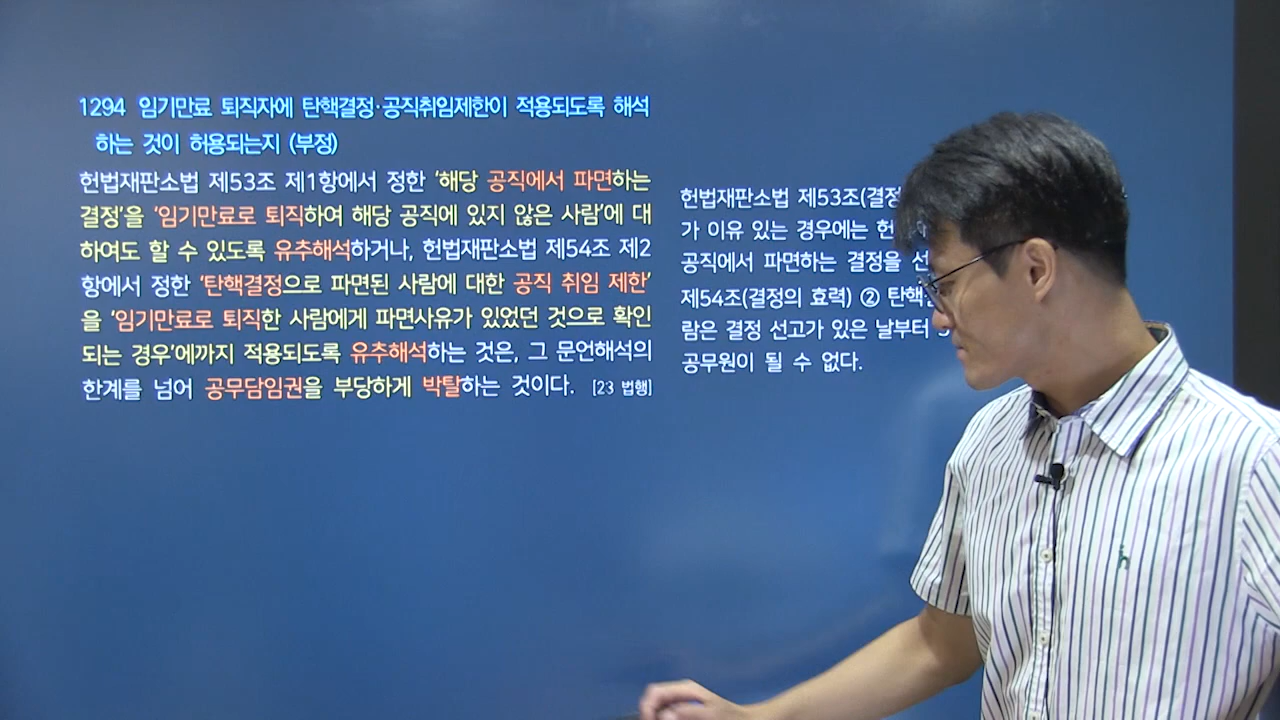 1294 임기만료 퇴직자에 탄핵결정·공직취임제한이 적용되도록 해석
하는 것이 허용되는지 (부정)
헌법재판소법 제53조 제1항에서 정한 '해당 공직에서 파면하는
결정'을 '임기만료로 퇴직하여 해당 공직에 있지 않은 사람'에 대
하여도 할 수 있도록 유추해석하거나, 헌법재판소법 제54조 제2
항에서 정한 '탄핵결정으로 파면된 사람에 대한 공직 취임 제한'
을 '임기만료로 퇴직한 사람에게 파면사유가 있었던 것으로 확인
되는 경우'에까지 적용되도록 유추해석하는 것은, 그 문언해석의
한계를 넘어 공무담임권을 부당하게 박탈하는 것이다. [23 법행]
헌법재판소법 제53조(결정
가 이유 있는 경우에는 헌
공직에서 파면하는 결정을 선
제54조(결정의 효력) ② 탄핵
람은 결정 선고가 있은 날부터
공무원이 될 수 없다.